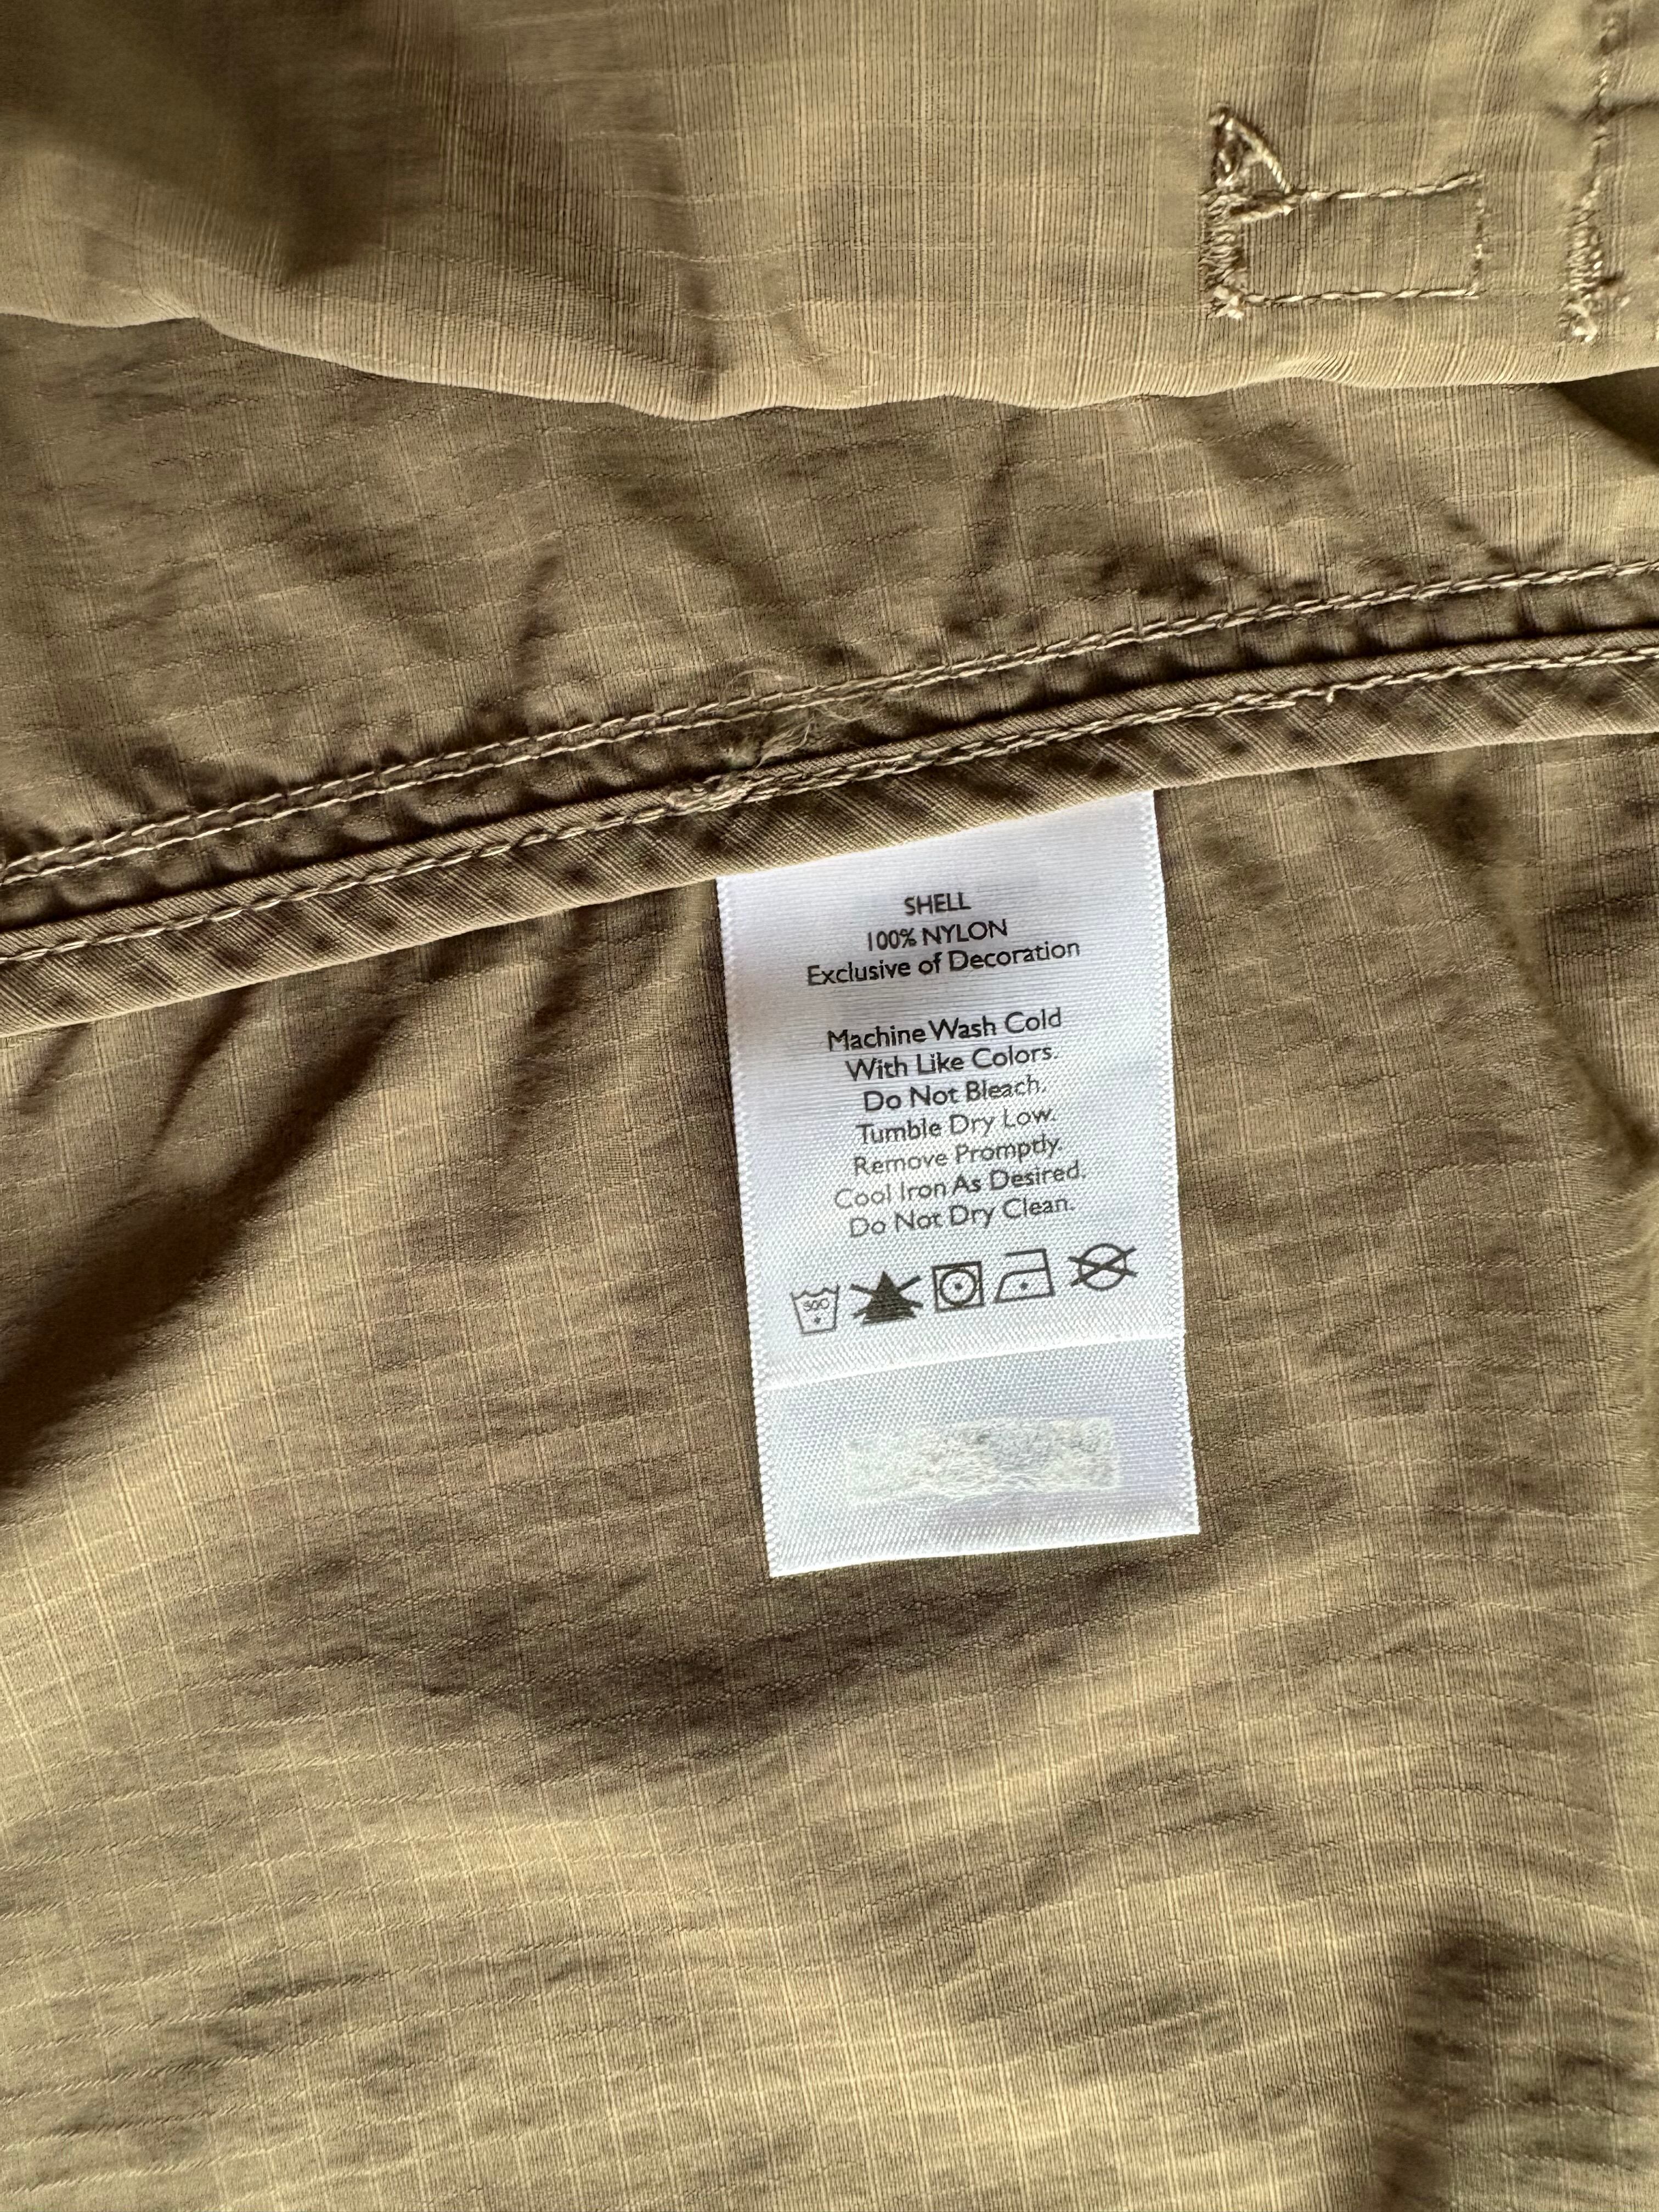 SHELL
100% NYLON
Exclusive of Decoration
Machine Wash Cold
With Like Colors.
Do Not Bleach.
Tumble Dry Low.
Remove Promptly.
Cool Iron As Desired.
Do Not Dry Clean.